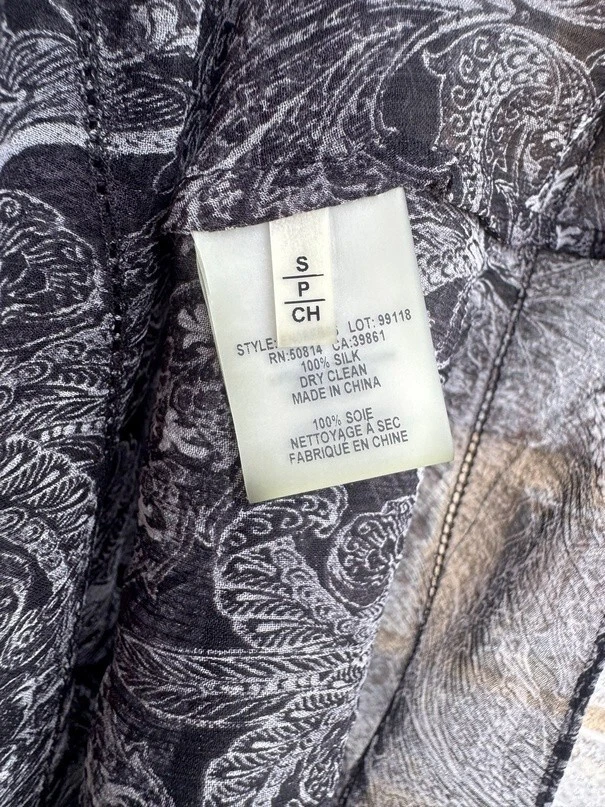 S
P
CH
STYLE: LOT: 99118
RN:50814 CA:39861
100% SILK
DRY CLEAN
MADE IN CHINA
100% SOIE
NETTOYAGE À SEC
FABRIQUÉ EN CHINE